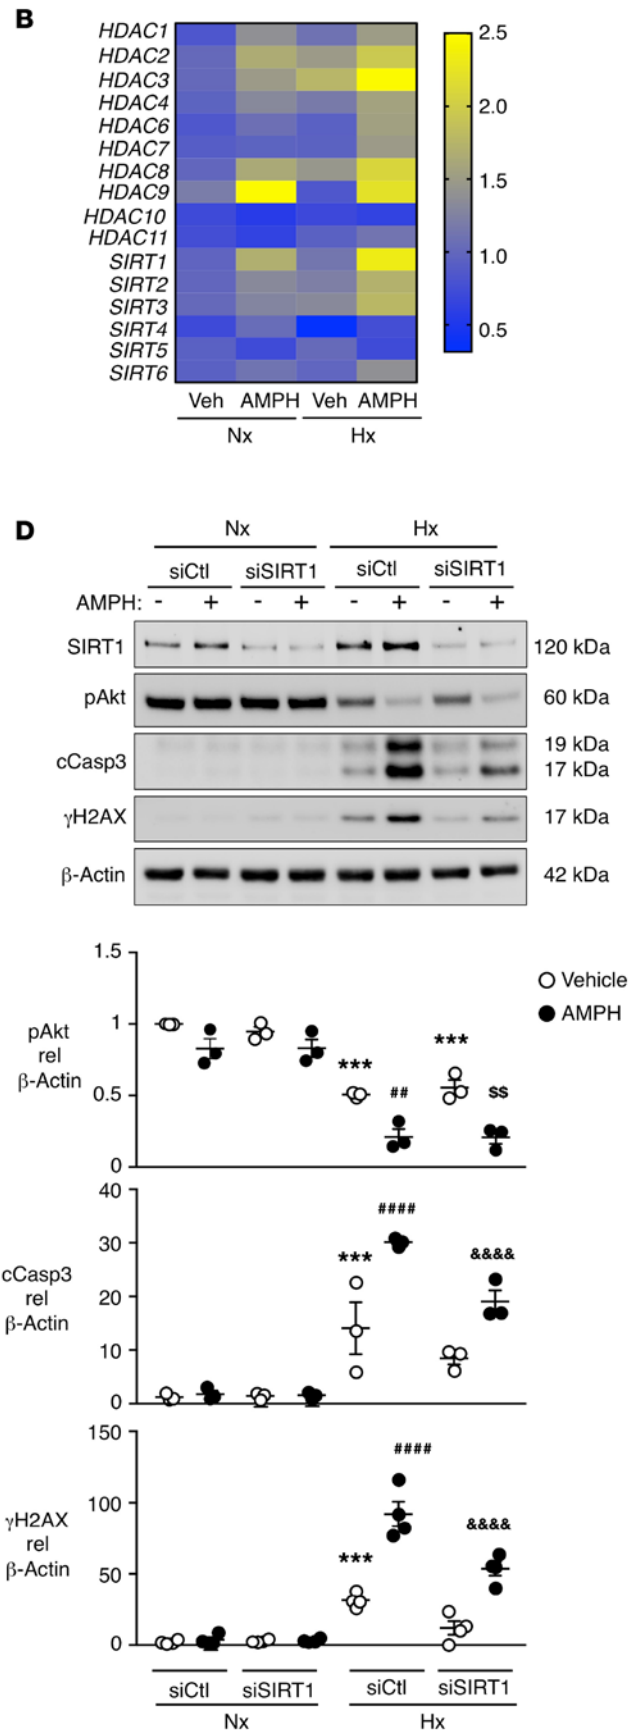 B
HDAC1
HDAC2
HDAC3
HDAC4
HDAC6
HDAC7
HDAC8
HDAC9
HDAC10
HDAC11
SIRT1
SIRT2
SIRT3
SIRT4
SIRT5
SIRT6
2.5
2.0
1.5
1.0
0.5
Veh AMPH Veh AMPH
Nx Hx
D
Nx Hx
siCtl siSIRT1 siCtl siSIRT1
AMPH: - + - + - + - +
SIRT1 120 kDa
pAkt 60 kDa
cCasp3 19 kDa
17 kDa
γH2AX 17 kDa
β-Actin 42 kDa
1.5
1
0.5
0
pAkt
rel
β-Actin
Vehicle
AMPH
*** ## *** $$
40
30
20
10
0
cCasp3
rel
β-Actin
*** #### &&&&
150
100
50
0
γH2AX
rel
β-Actin
*** #### &&&&
siCtl siSIRT1 siCtl siSIRT1
Nx Hx